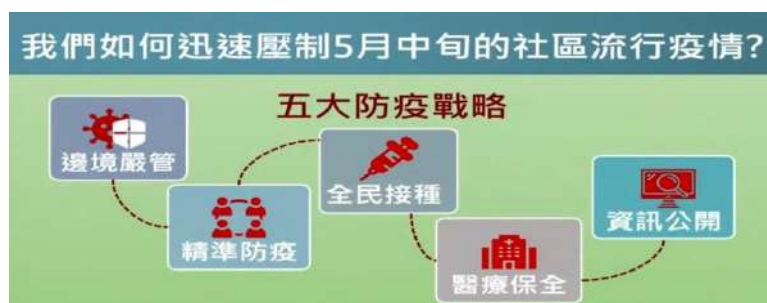 我們如何迅速壓制5月中旬的社區流行疫情?
五大防疫戰略
邊境嚴管
精準防疫
全民接種
醫療保全
資訊公開